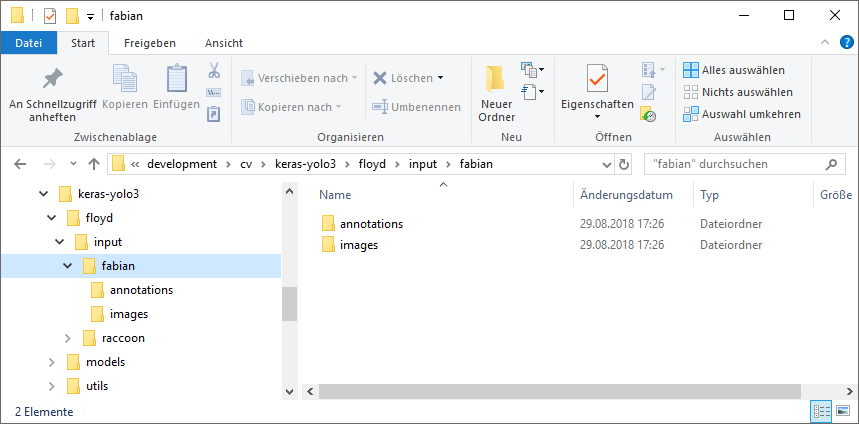 fabian
Datei Start Freigeben Ansicht
An Schnellzugriff anheften
Kopieren
Einfügen
Zwischenablage
Verschieben nach
Kopieren nach
Löschen
Umbenennen
Organisieren
Neuer Ordner
Neu
Eigenschaften
Öffnen
Alles auswählen
Nichts auswählen
Auswahl umkehren
Auswählen
« development › cv › keras-yolo3 › floyd › input › fabian
"fabian" durchsuchen
keras-yolo3
floyd
input
fabian
annotations
images
raccoon
models
utils
Name Änderungsdatum Typ Größe
annotations 29.08.2018 17:26 Dateiordner
images 29.08.2018 17:26 Dateiordner
2 Elemente